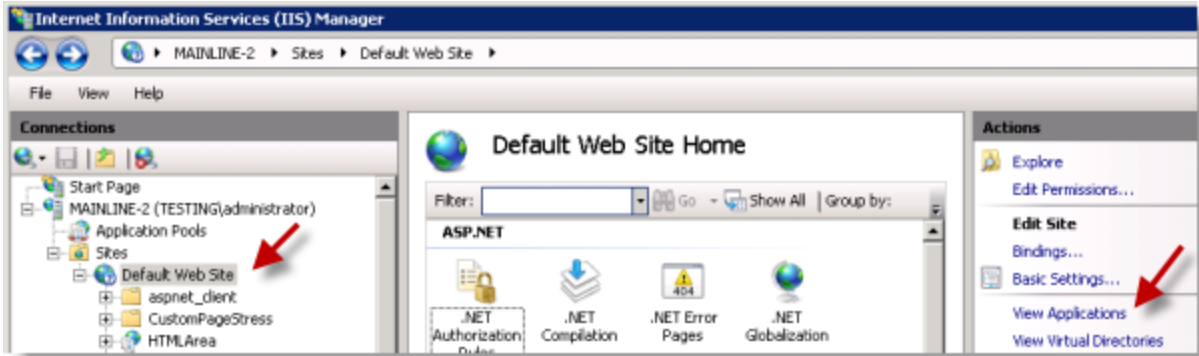 Internet Information Services (IIS) Manager
MAINLINE-2 Sites Default Web Site
File View Help
Connections
Start Page
MAINLINE-2 (TESTING\administrator)
Application Pools
Sites
Default Web Site
aspnet_client
CustomPageStress
HTMLArea
Default Web Site Home
Filter: Go Show All Group by:
ASP.NET
.NET Authorization
.NET Compilation
404
.NET Error Pages
.NET Globalization
Actions
Explore
Edit Permissions...
Edit Site
Bindings...
Basic Settings...
View Applications
View Virtual Directories